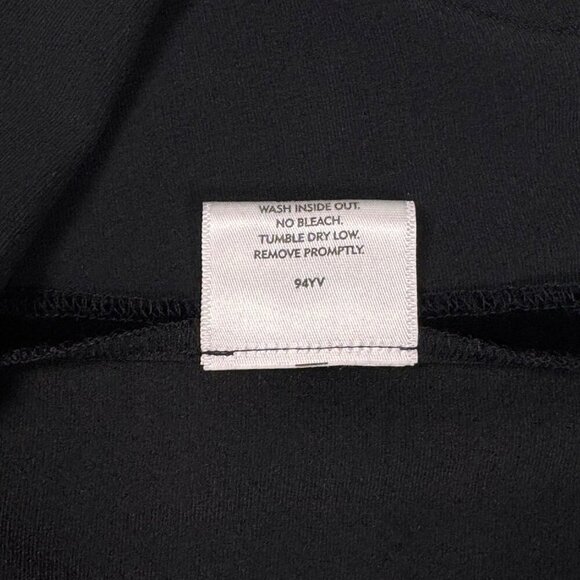 WASH INSIDE OUT.
NO BLEACH.
TUMBLE DRY LOW.
REMOVE PROMPTLY.
94YV